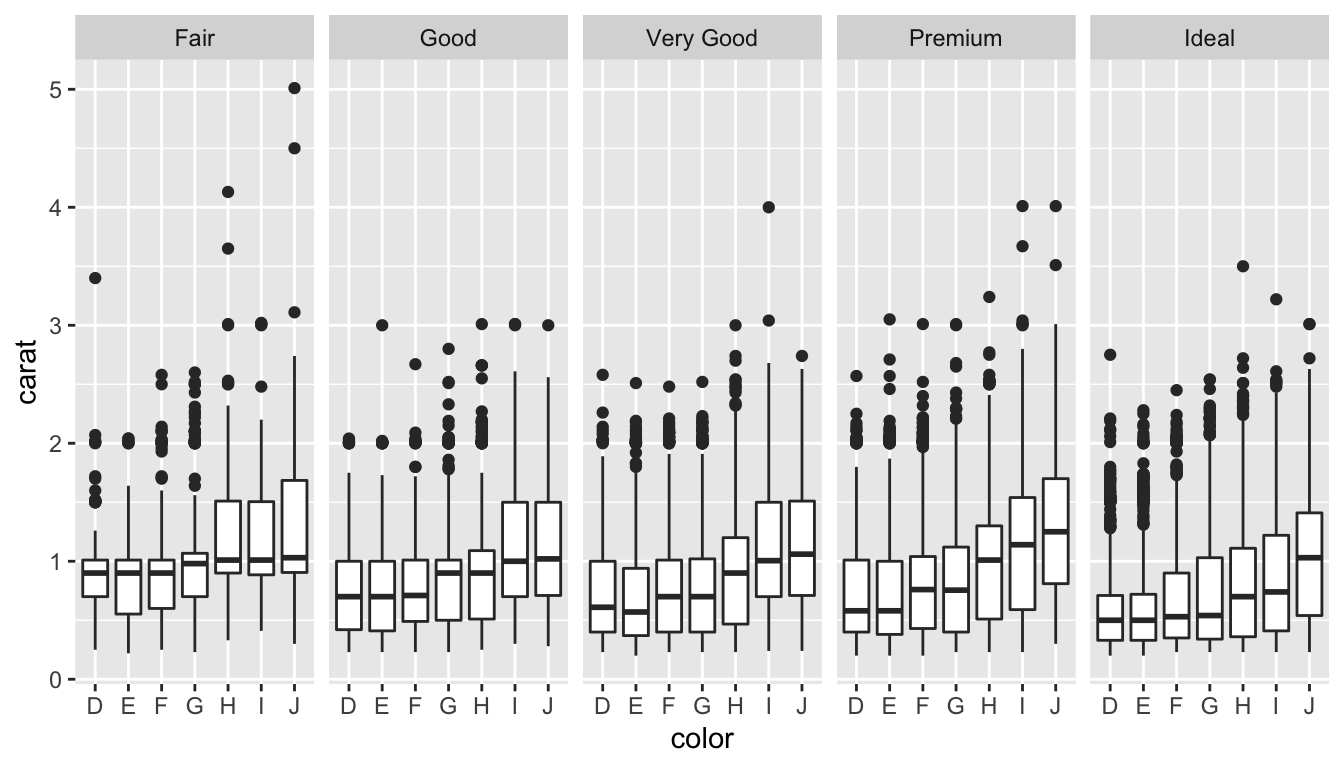 Fair Good Very Good Premium Ideal
carat
5
4
3
2
1
0
D E F G H I J D E F G H I J D E F G H I J D E F G H I J D E F G H I J
color